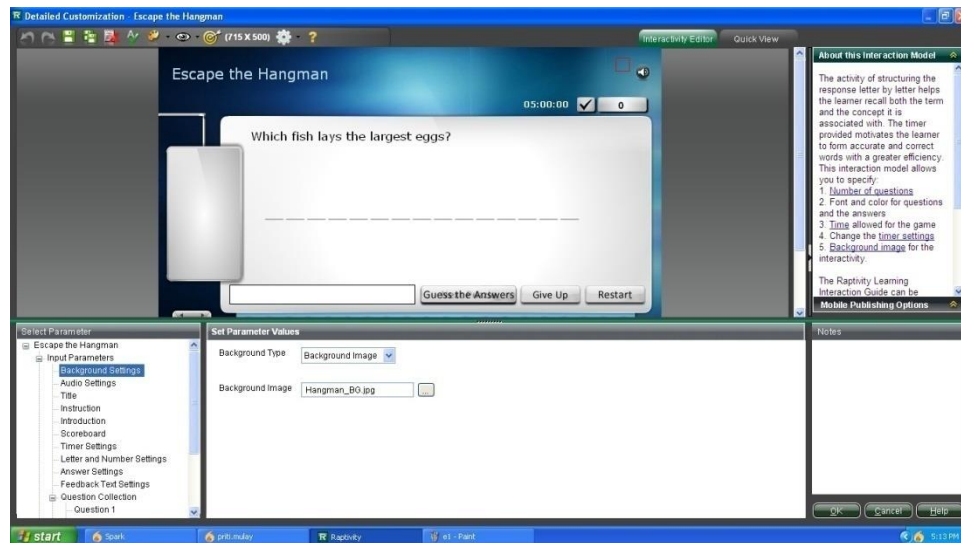 Detailed Customization - Escape the Hangman
(715 X 500)
Interactivity Editor
Quick View
Escape the Hangman
05:00:00
0
Which fish lays the largest eggs?
Guess the Answers
Give Up
Restart
About this Interaction Model
The activity of structuring the
response letter by letter helps
the learner recall both the term
and the concept it is
associated with. The timer
provided motivates the learner
to form accurate and correct
words with a greater efficiency.
This interaction model allows
you to specify:
1. Number of questions
2. Font and color for questions
and the answers
3. Time allowed for the game
4. Change the timer settings
5. Background image for the
interactivity.
The Raptivity Learning
Interaction Guide can be
Mobile Publishing Options
Select Parameter
Escape the Hangman
Input Parameters
Background Settings
Audio Settings
Title
Instruction
Introduction
Scoreboard
Timer Settings
Letter and Number Settings
Answer Settings
Feedback Text Settings
Question Collection
Question 1
Set Parameter Values
Background Type
Background Image
Background Image
Hangman_BG.jpg
...
Notes
OK
Cancel
Help
start
Spark
priti.mulay
Raptivity
e1 - Paint
5:13 PM